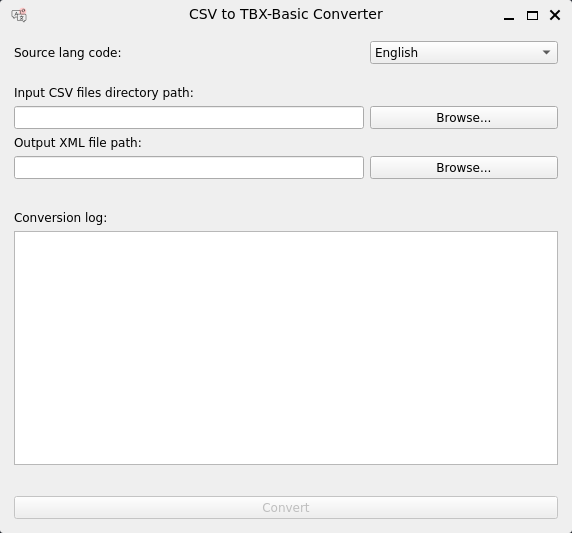 CSV to TBX-Basic Converter
Source lang code:
English
Input CSV files directory path:
Browse...
Output XML file path:
Browse...
Conversion log:
Convert